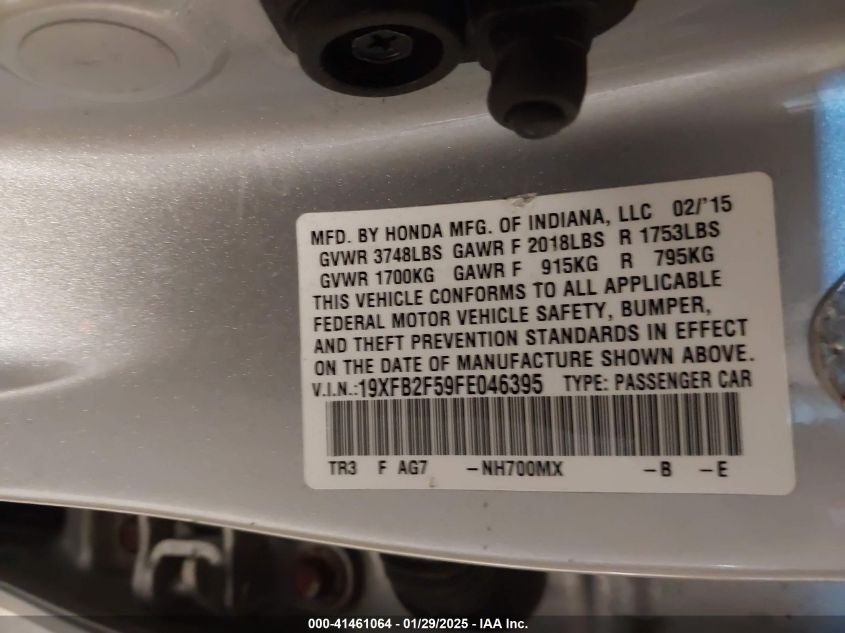 MFD. BY HONDA MFG. OF INDIANA, LLC 02/'15
GVWR 3748LBS GAWR F 2018LBS R 1753LBS
GVWR 1700KG GAWR F 915KG R 795KG
THIS VEHICLE CONFORMS TO ALL APPLICABLE
FEDERAL MOTOR VEHICLE SAFETY, BUMPER,
AND THEFT PREVENTION STANDARDS IN EFFECT
ON THE DATE OF MANUFACTURE SHOWN ABOVE.
V.I.N.:19XFB2F59FE046395 TYPE: PASSENGER CAR
TR3 F AG7 -NH700MX -B -E
000-41461064 - 01/29/2025 - IAA Inc.